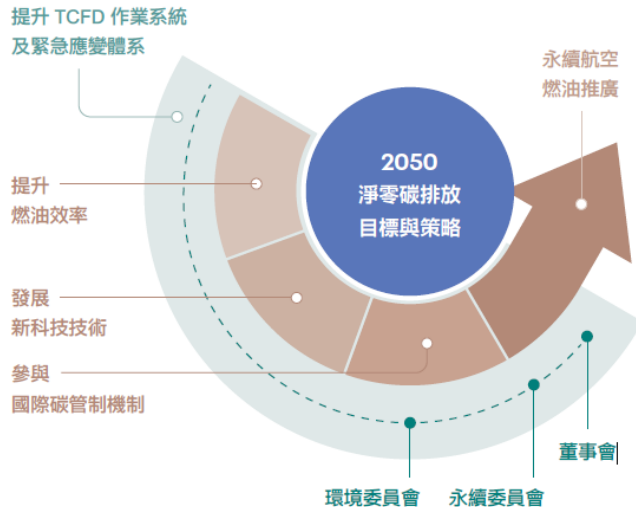 提升 TCFD 作業系統
及緊急應變體系
永續航空
燃油推廣
2050
淨零碳排放
目標與策略
提升
燃油效率
發展
新科技技術
參與
國際碳管制機制
董事會
環境委員會
永續委員會